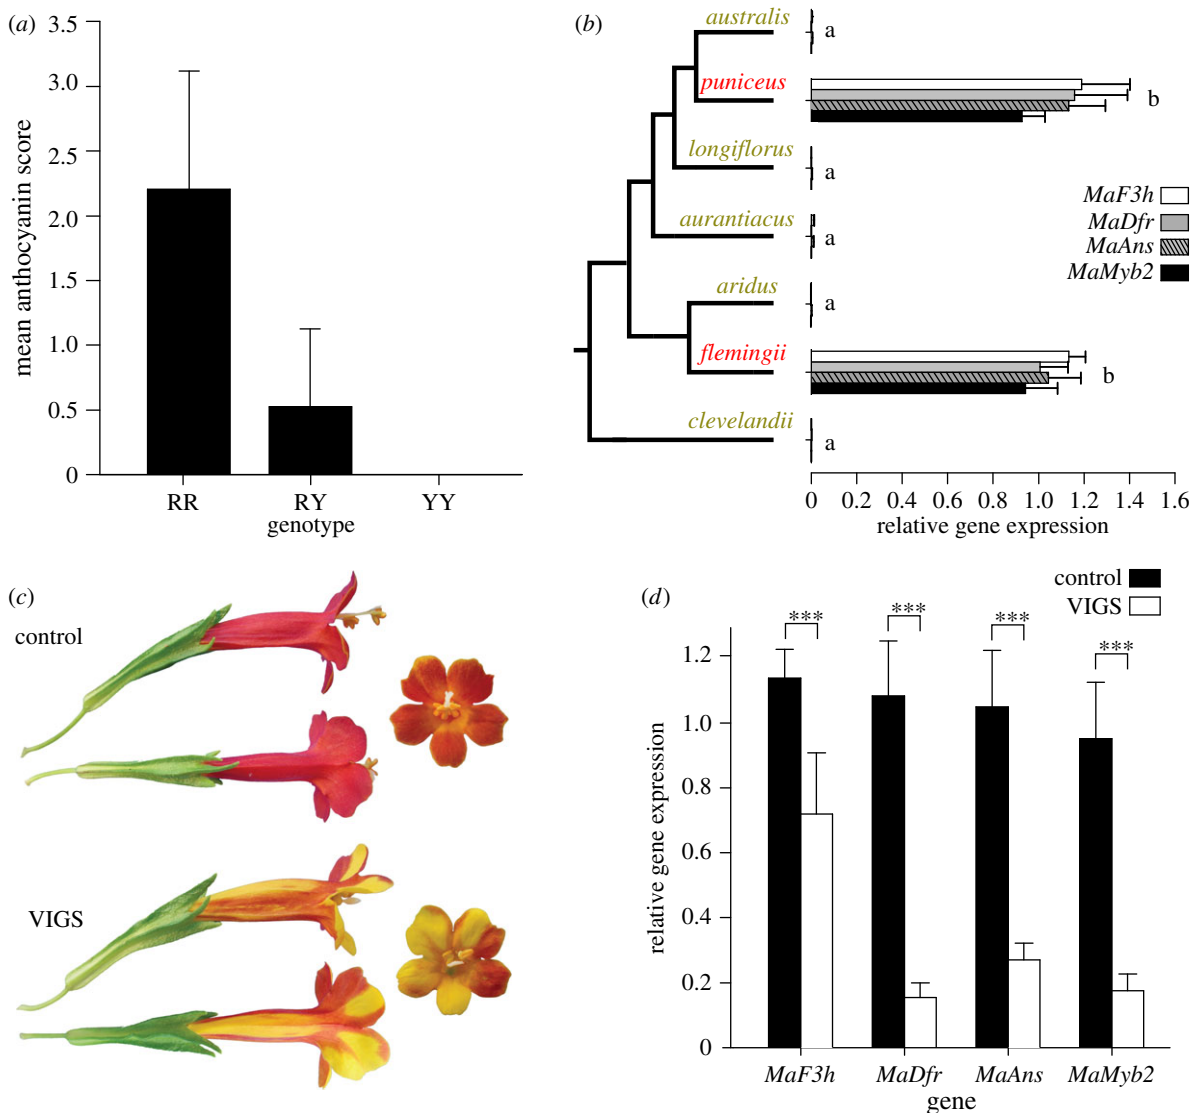 (a)
3.5
3.0
2.5
2.0
1.5
1.0
0.5
0
mean anthocyanin score
RR RY YY
genotype
(b)
australis a
puniceus b
longiflorus a
aurantiacus a
aridus a
flemingii b
clevelandii a
MaF3h
MaDfr
MaAns
MaMyb2
0 0.2 0.4 0.6 0.8 1.0 1.2 1.4 1.6
relative gene expression
(c)
control
VIGS
(d)
control
VIGS
*** *** *** ***
1.2
1.0
0.8
0.6
0.4
0.2
0
relative gene expression
MaF3h MaDfr MaAns MaMyb2
gene